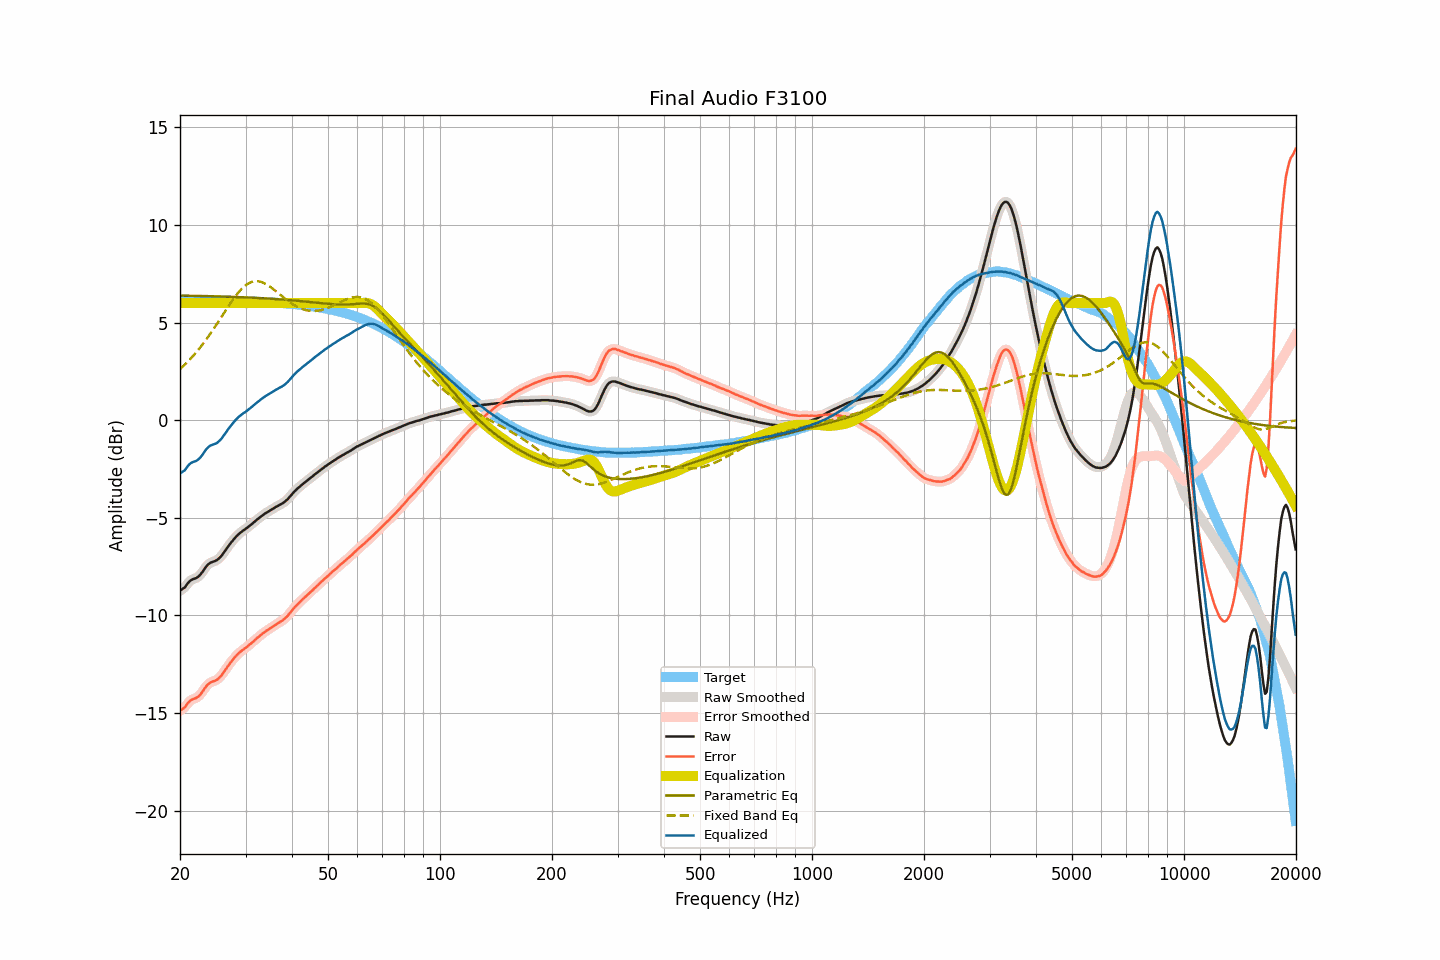 Final Audio F3100
15
10
5
0
−5
−10
−15
−20
Amplitude (dBr)
Target
Raw Smoothed
Error Smoothed
Raw
Error
Equalization
Parametric Eq
Fixed Band Eq
Equalized
20 50 100 200 500 1000 2000 5000 10000 20000
Frequency (Hz)